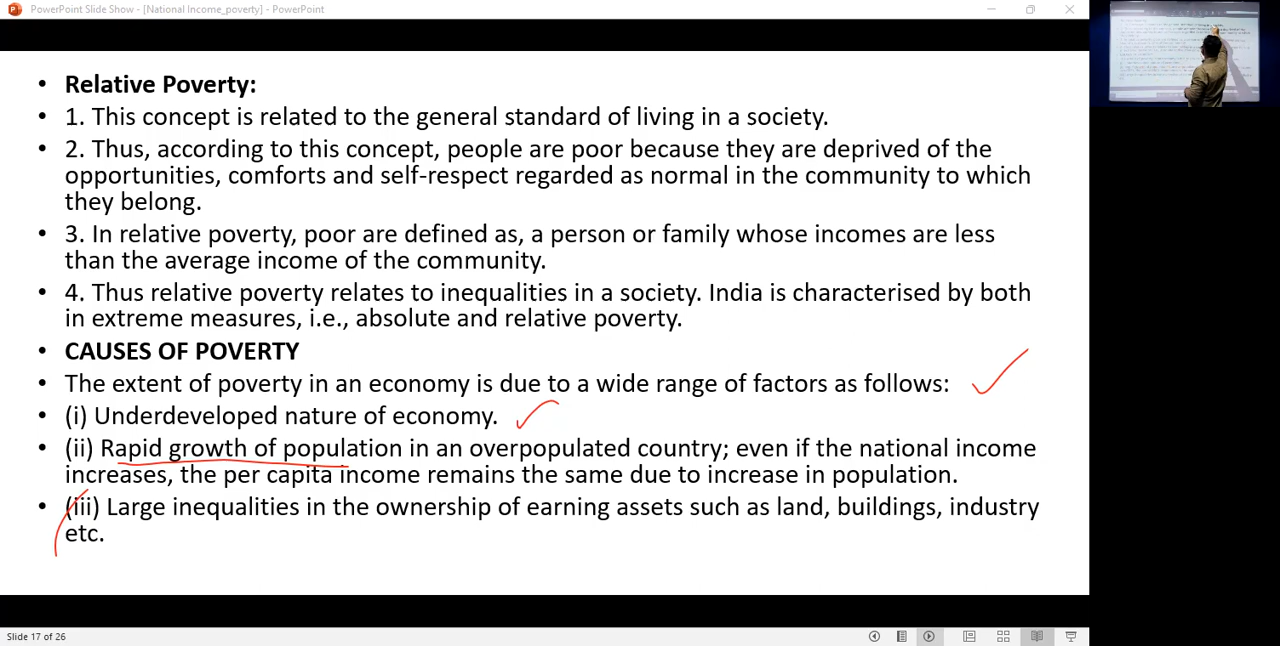 PowerPoint Slide Show - [National Income_poverty] - PowerPoint
• Relative Poverty:
• 1. This concept is related to the general standard of living in a society.
• 2. Thus, according to this concept, people are poor because they are deprived of the
opportunities, comforts and self-respect regarded as normal in the community to which
they belong.
• 3. In relative poverty, poor are defined as, a person or family whose incomes are less
than the average income of the community.
• 4. Thus relative poverty relates to inequalities in a society. India is characterised by both
in extreme measures, i.e., absolute and relative poverty.
• CAUSES OF POVERTY
• The extent of poverty in an economy is due to a wide range of factors as follows:
• (i) Underdeveloped nature of economy.
• (ii) Rapid growth of population in an overpopulated country; even if the national income
increases, the per capita income remains the same due to increase in population.
• (iii) Large inequalities in the ownership of earning assets such as land, buildings, industry
etc.
Slide 17 of 26